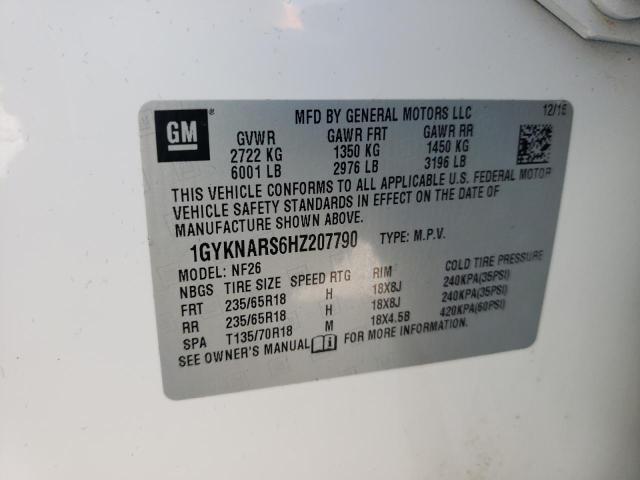 GM
®
MFD BY GENERAL MOTORS LLC
12/16
GVWR GAWR FRT GAWR RR
2722 KG 1350 KG 1450 KG
6001 LB 2976 LB 3196 LB
THIS VEHICLE CONFORMS TO ALL APPLICABLE U.S. FEDERAL MOTOR
VEHICLE SAFETY STANDARDS IN EFFECT ON THE DATE OF
MANUFACTURE SHOWN ABOVE.
1GYKNARS6HZ207790 TYPE: M.P.V.
MODEL: NF26
NBGS TIRE SIZE SPEED RTG RIM COLD TIRE PRESSURE
FRT 235/65R18 H 18X8J 240KPA(35PSI)
RR 235/65R18 H 18X8J 240KPA(35PSI)
SPA T135/70R18 M 18X4.5B 420KPA(60PSI)
SEE OWNER'S MANUAL FOR MORE INFORMATION.